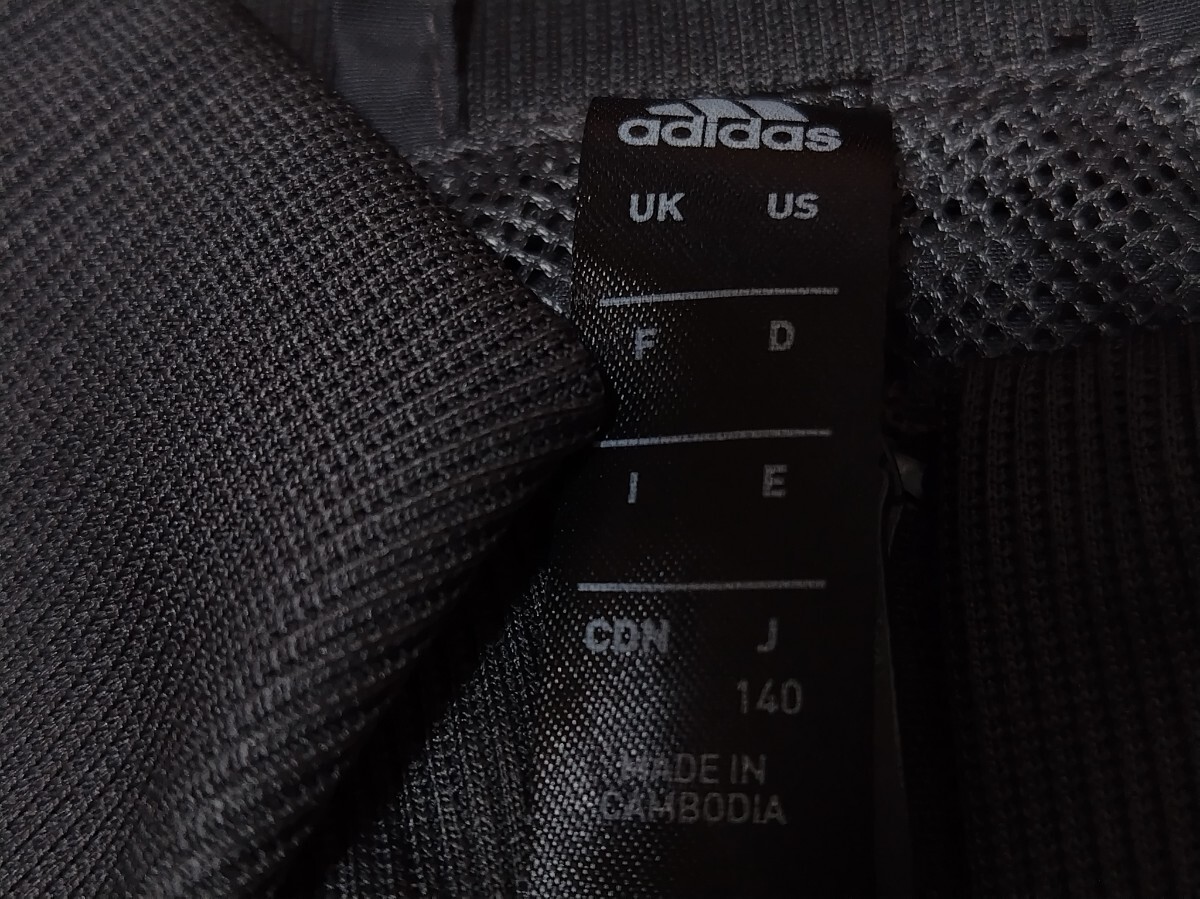 adidas
UK US
F D
I E
CDN J
140
MADE IN
CAMBODIA